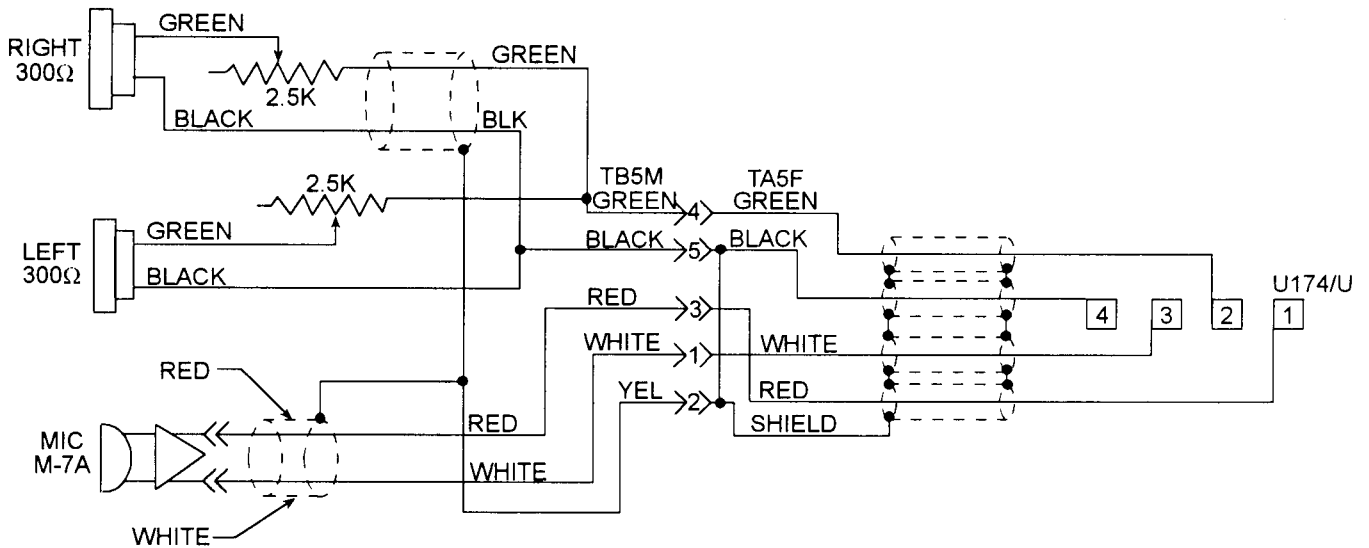 GREEN
RIGHT
300Ω
GREEN
2.5K
BLACK
BLK
2.5K
TB5M
TA5F
GREEN
GREEN
GREEN
LEFT
300Ω
BLACK
BLACK
5
BLACK
4
RED
3
U174/U
4
3
2
1
WHITE
1
WHITE
RED
YEL
2
RED
MIC
M-7A
RED
SHIELD
WHITE
WHITE